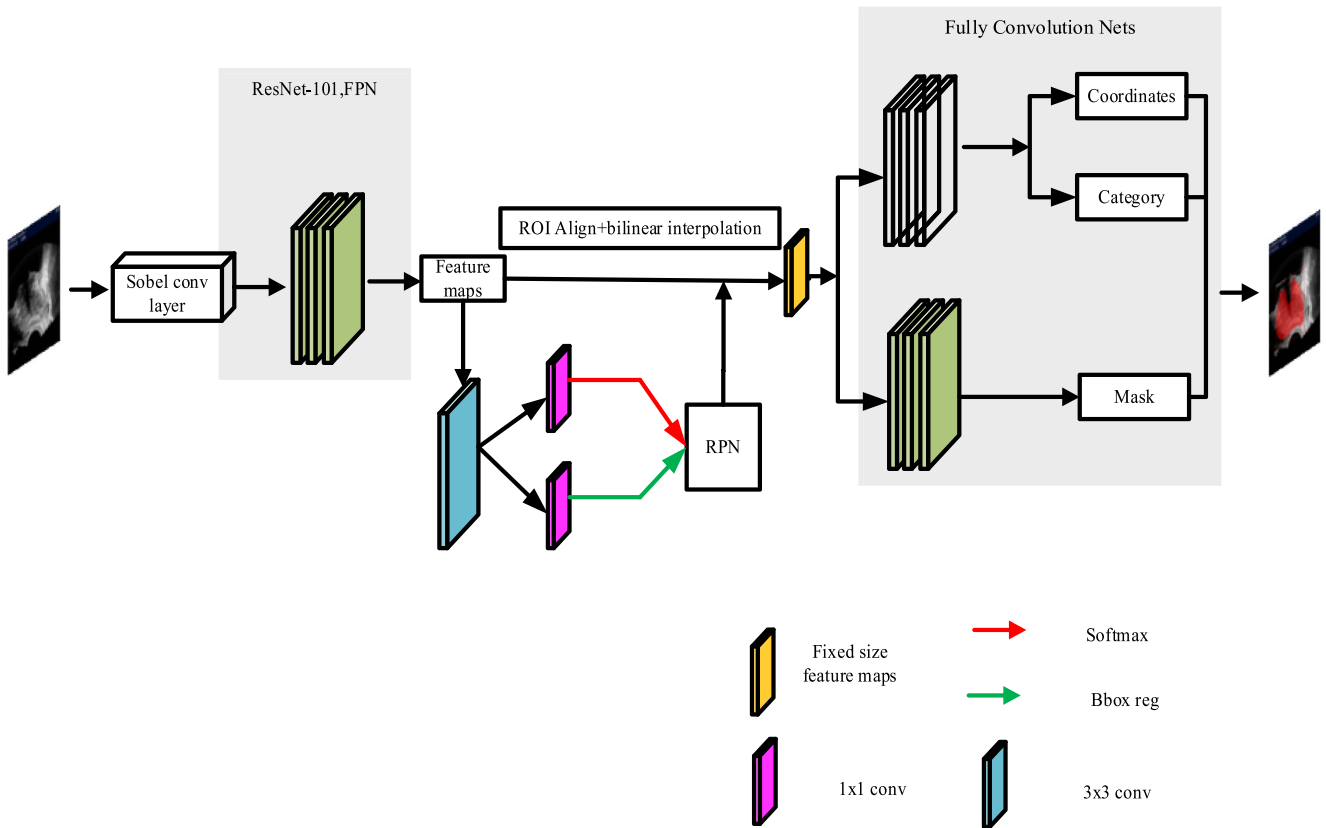 Fully Convolution Nets
ResNet-101,FPN
Coordinates
Category
ROI Align+bilinear interpolation
Sobel conv
layer
Feature
maps
Mask
RPN
Fixed size
feature maps
Softmax
Bbox reg
1x1 conv
3x3 conv